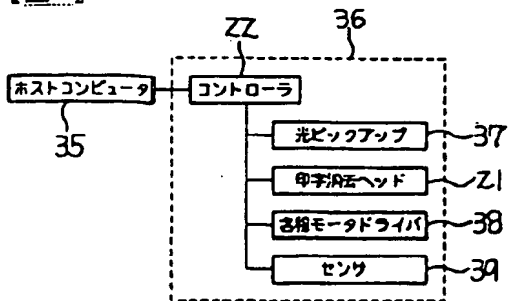 22
36
ホストコンピュータ
コントローラ
35
光ピックアップ
37
印字消去ヘッド
21
各種モータドライバ
38
センサ
39